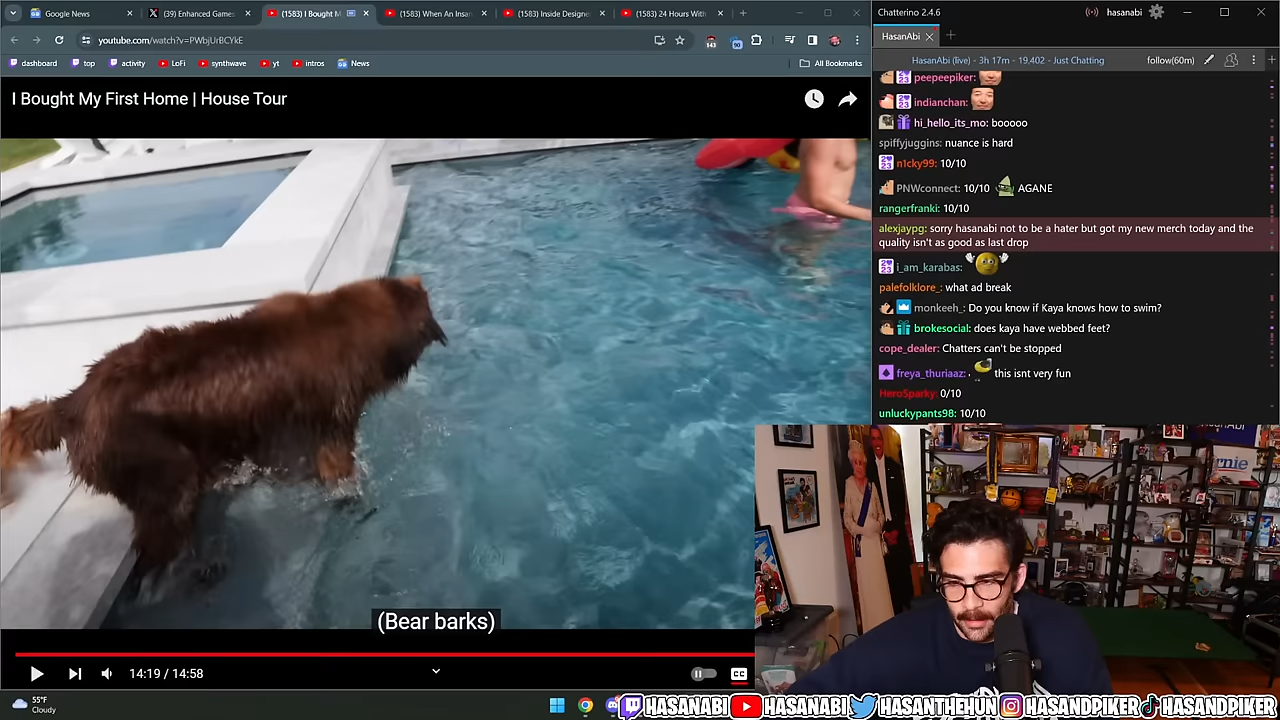 Google News
(39) Enhanced Games
(1583) I Bought M
(1583) When An Insan
(1583) Inside Designe
(1583) 24 Hours With
youtube.com/watch?v=PWbjUrBCYkE
143
90
dashboard
top
activity
LoFi
synthwave
yt
intros
News
All Bookmarks
I Bought My First Home | House Tour
(Bear barks)
14:19 / 14:58
CC
55°F
Cloudy
Chatterino 2.4.6
hasanabi
HasanAbi
HasanAbi (live) - 3h 17m - 19.402 - Just Chatting
follow(60m)
peepeepiker:
indianchan:
hi_hello_its_mo: booooo
spiffyjuggins: nuance is hard
n1cky99: 10/10
PNWconnect: 10/10 AGANE
rangerfranki: 10/10
alexjaypg: sorry hasanabi not to be a hater but got my new merch today and the
quality isn't as good as last drop
i_am_karabas:
palefolklore_: what ad break
monkeeh_: Do you know if Kaya knows how to swim?
brokesocial: does kaya have webbed feet?
cope_dealer: Chatters can't be stopped
freya_thuriaaz: , this isnt very fun
HeroSparky: 0/10
unluckypants98: 10/10
HASANABI
HASANABI
HASANTHEHUN
HASANDPIKER
HASANDPIKER